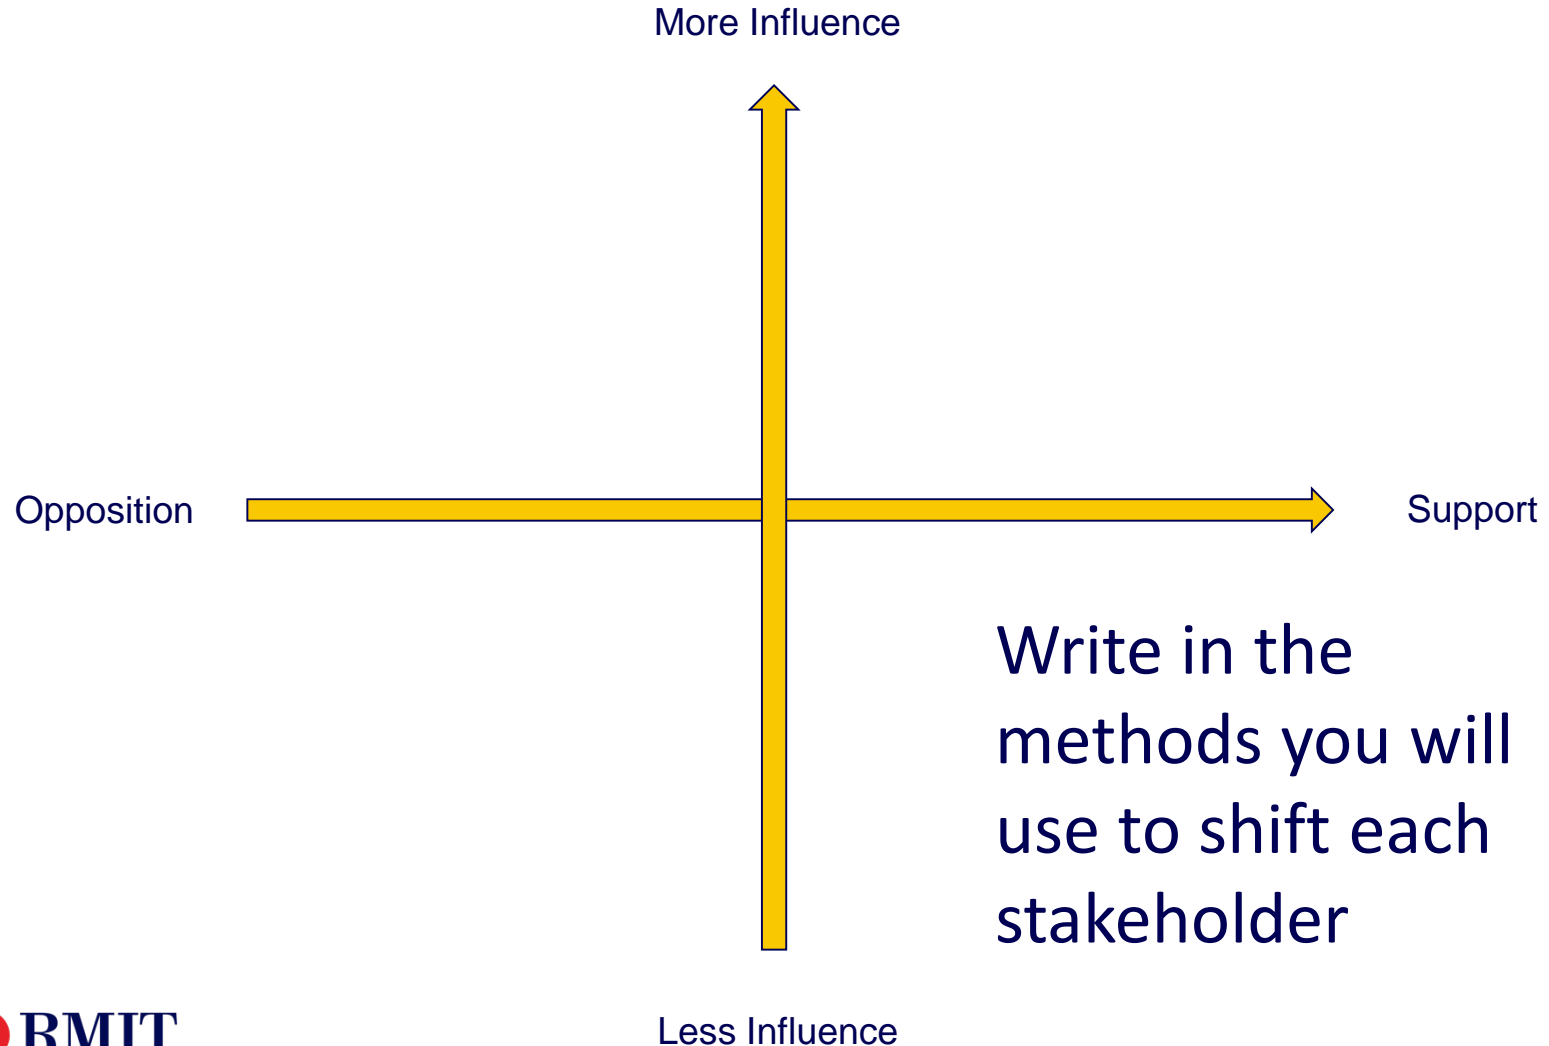 More Influence
Opposition
Support
Write in the
methods you will
use to shift each
stakeholder
RMIT
Less Influence